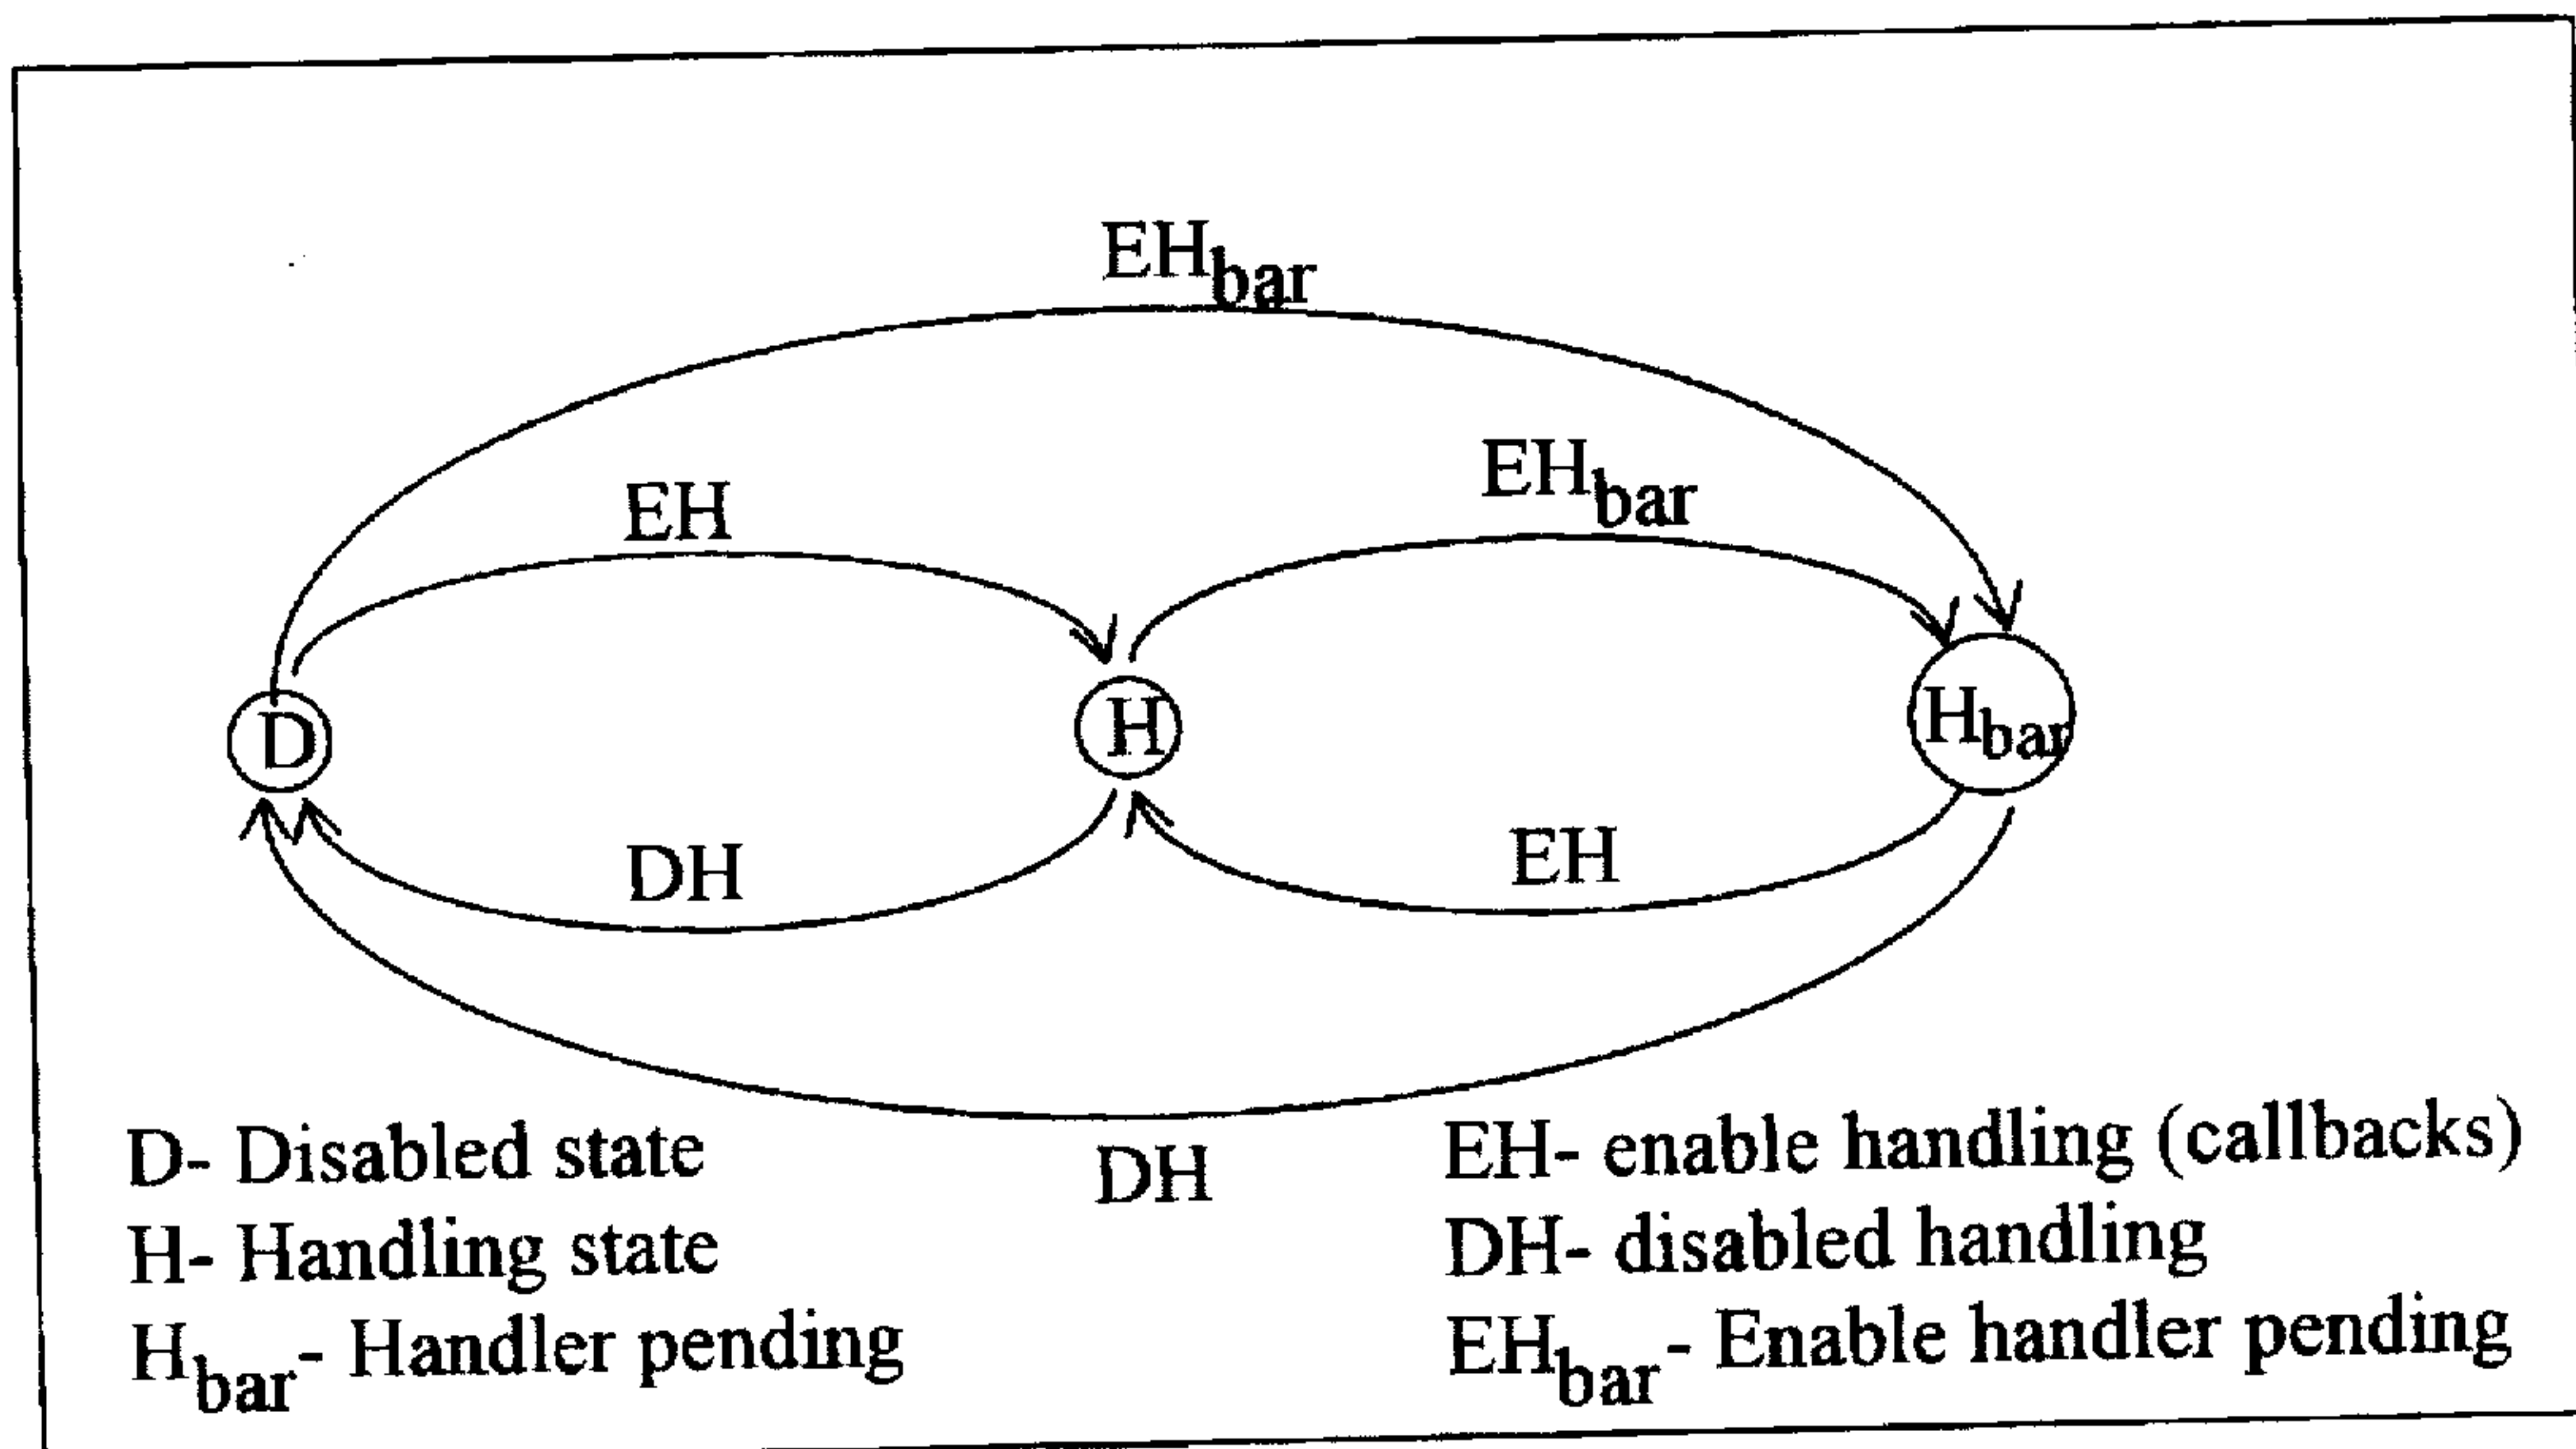 EHbar
EHbar
EH
D
H
Hbar
DH
EH
DH
D- Disabled state
H- Handling state
Hbar- Handler pending
EH- enable handling (callbacks)
DH- disabled handling
EHbar- Enable handler pending